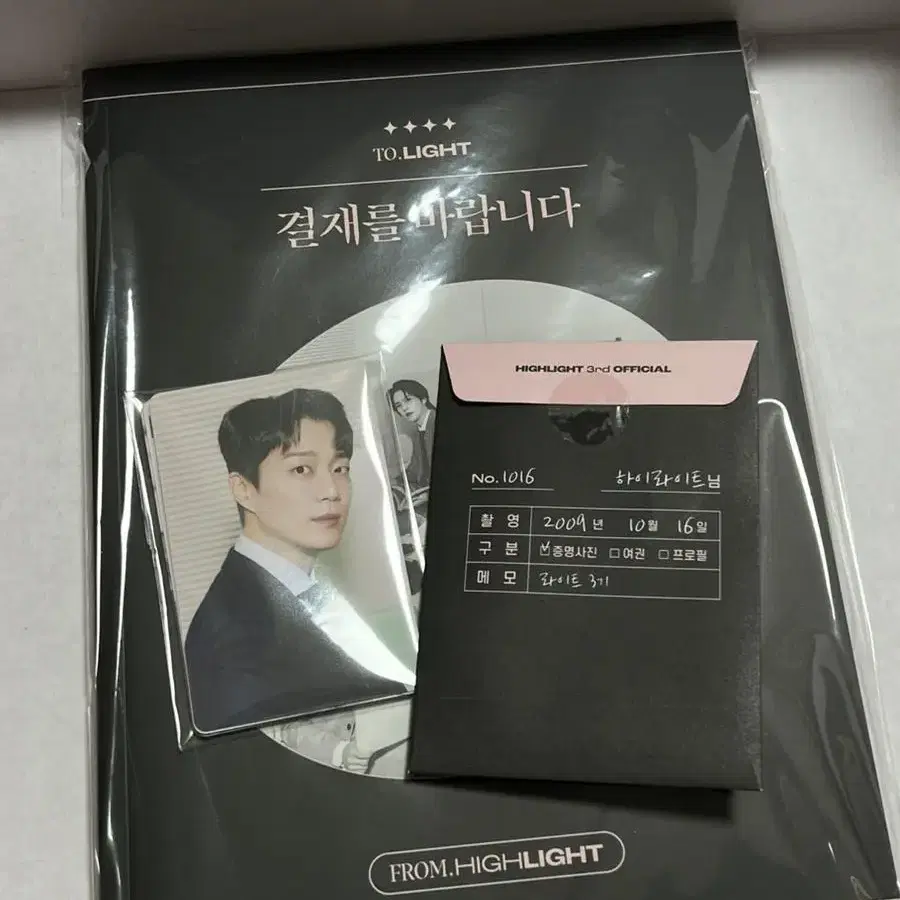 TO.LIGHT
결재를 바랍니다
HIGHLIGHT 3rd OFFICIAL
No.1016 하이라이트님
촬 영 2009년 10월 16일
구 분 ☑증명사진 □여권 □프로필
메 모 라이트 3기
FROM.HIGHLIGHT